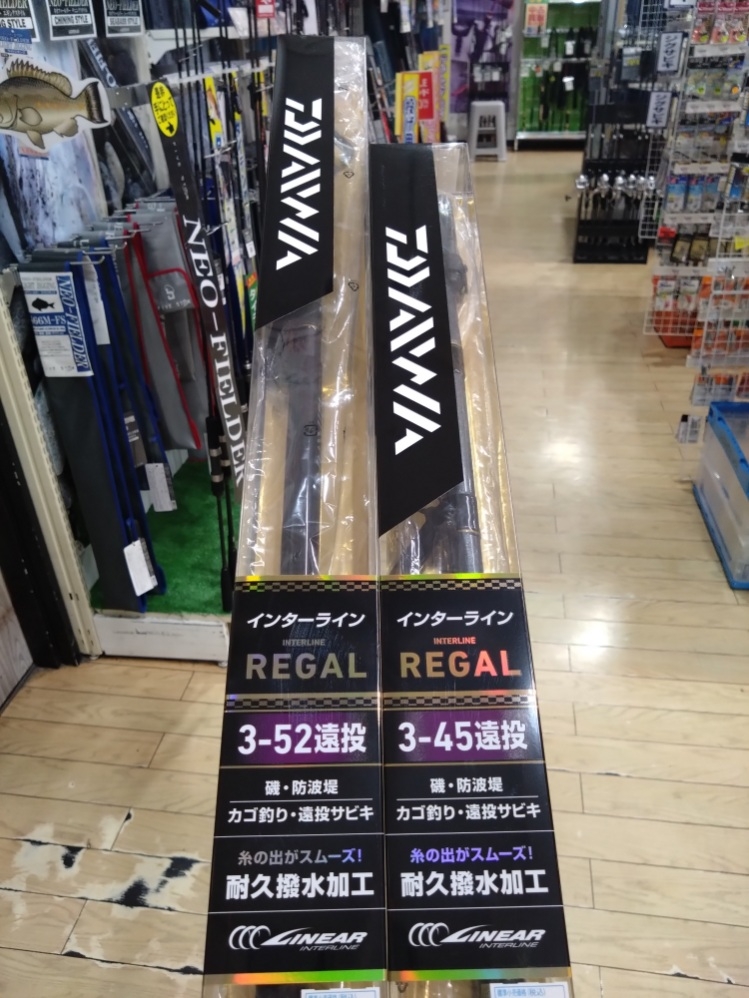 DAIWA
DAIWA
NEO-FIELDER
NEO-FIELDER
インターライン
INTERLINE
REGAL
3-52遠投
磯・防波堤
カゴ釣り・遠投サビキ
糸の出がスムーズ!
耐久撥水加工
LINEAR
INTERLINE
インターライン
INTERLINE
REGAL
3-45遠投
磯・防波堤
カゴ釣り・遠投サビキ
糸の出がスムーズ!
耐久撥水加工
LINEAR
INTERLINE